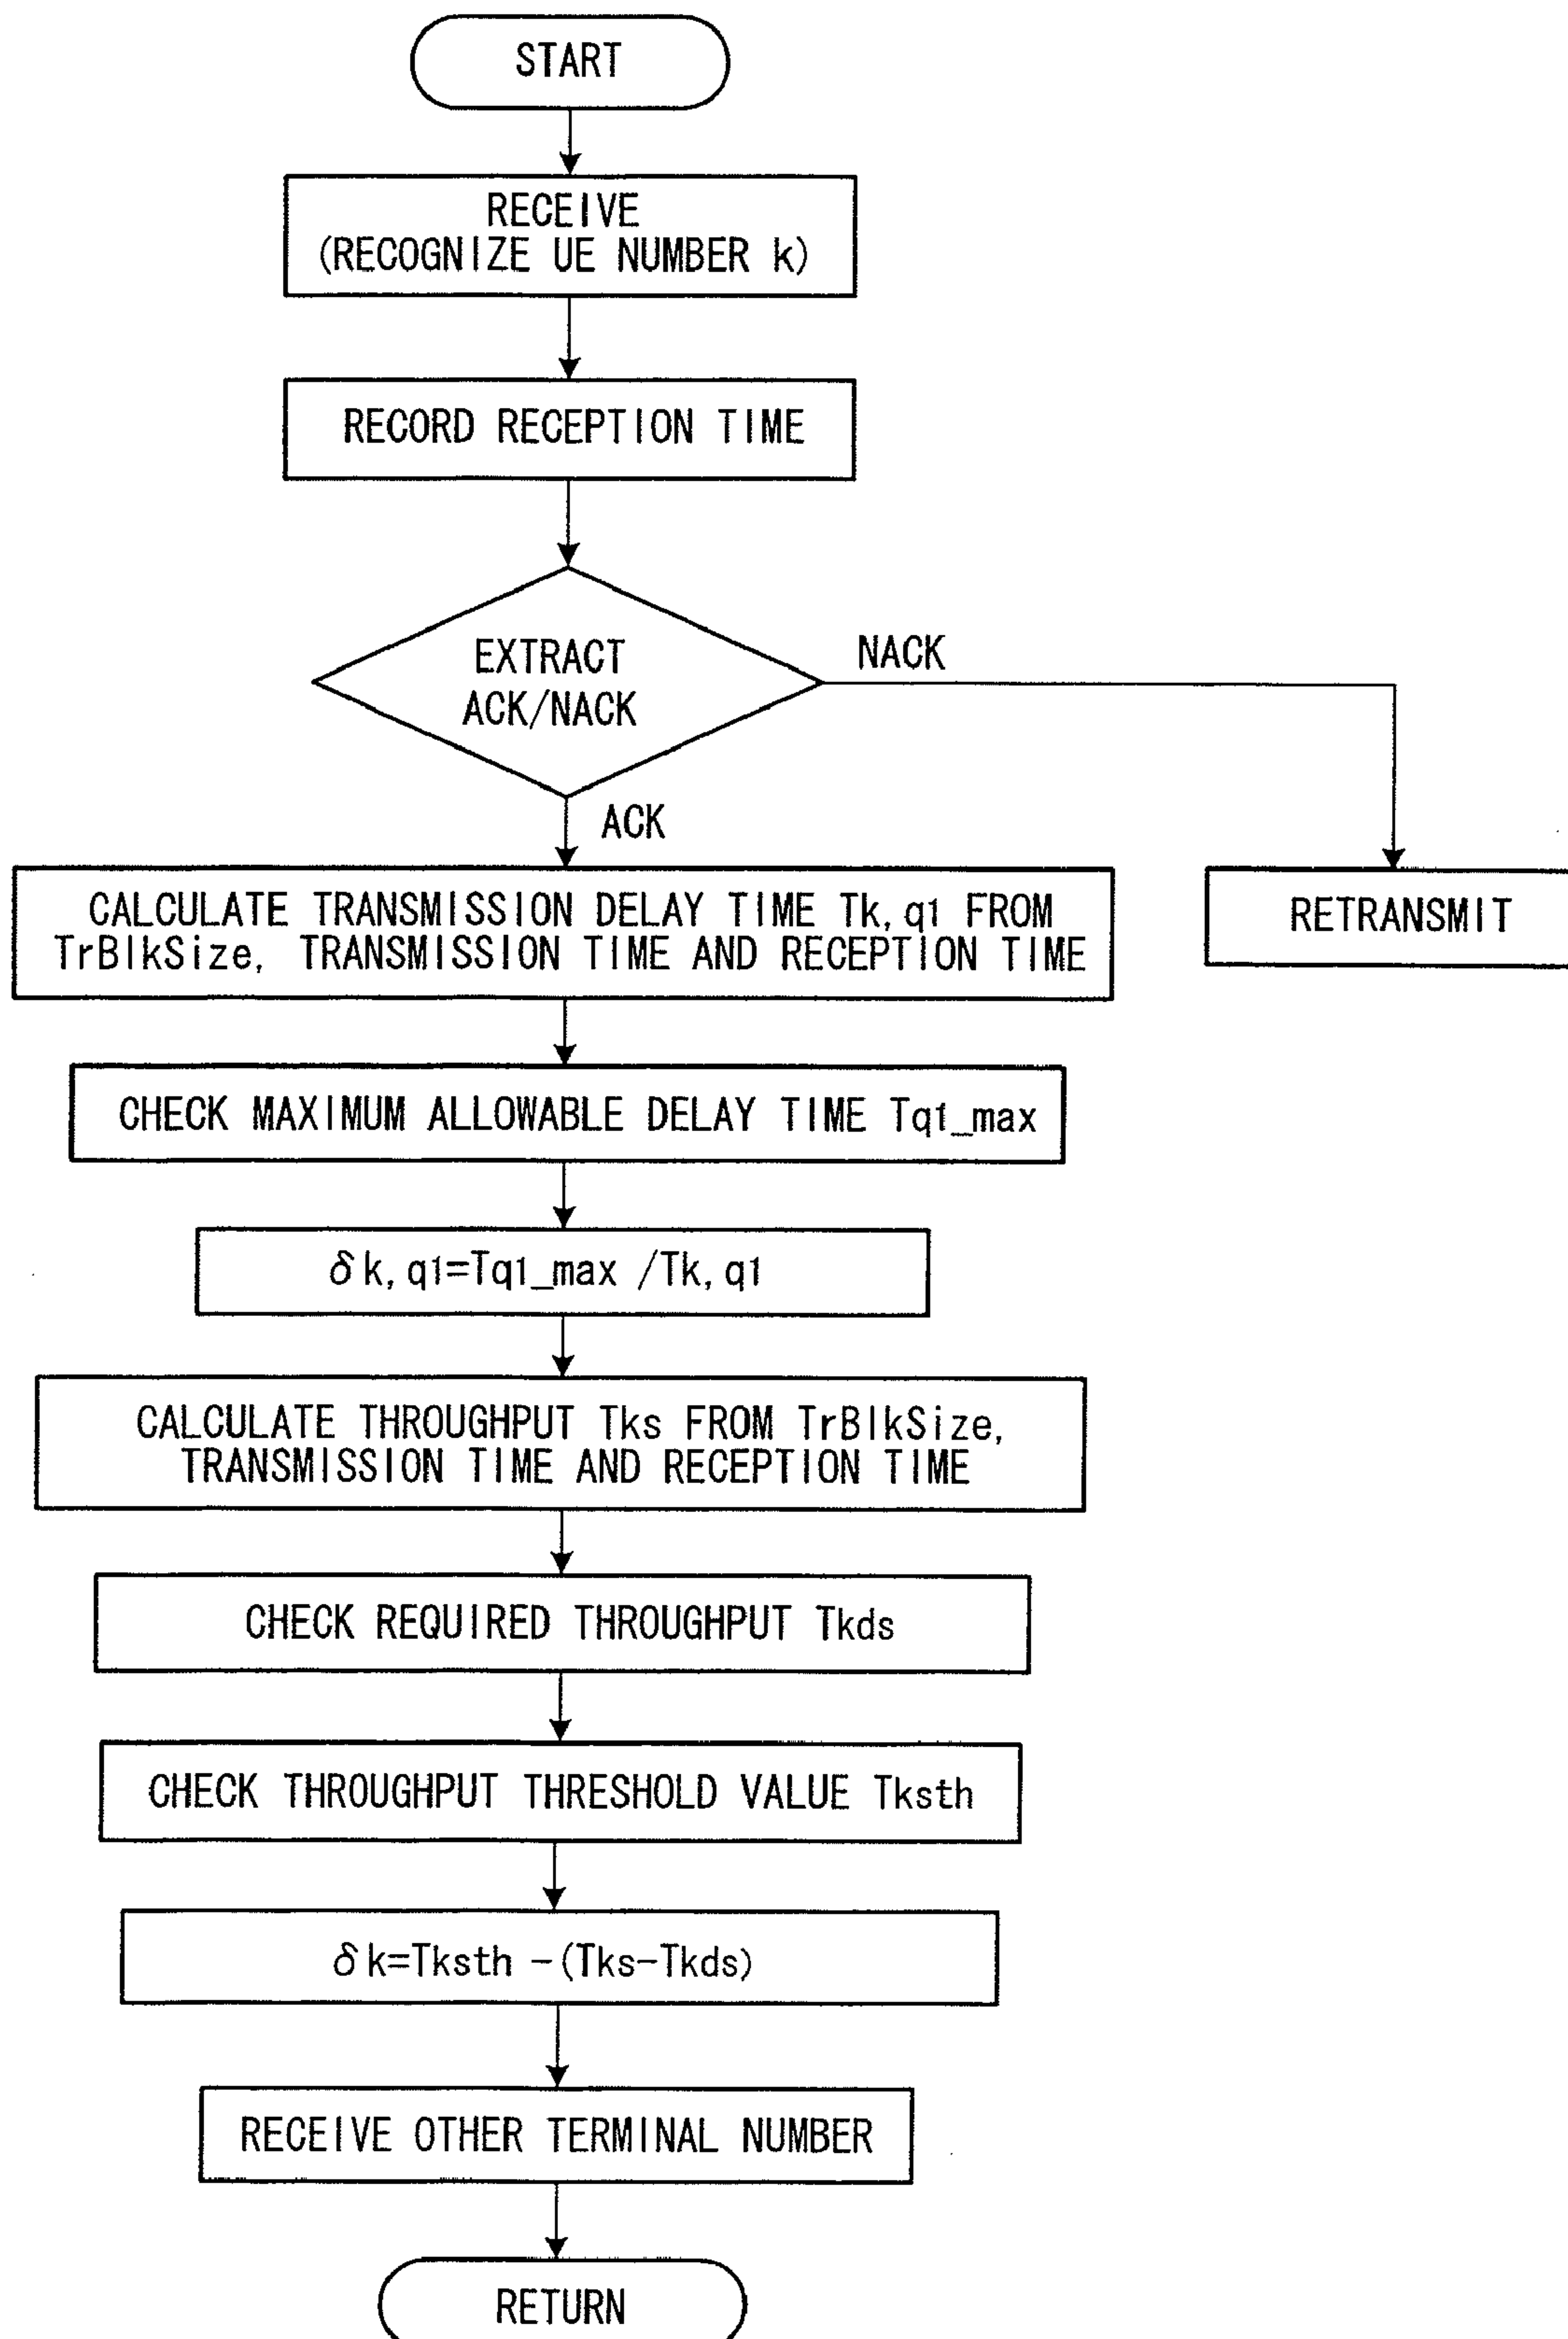 START
RECEIVE
(RECOGNIZE UE NUMBER k)
RECORD RECEPTION TIME
EXTRACT
ACK/NACK
NACK
ACK
CALCULATE TRANSMISSION DELAY TIME Tk,q1 FROM
TrBlkSize, TRANSMISSION TIME AND RECEPTION TIME
RETRANSMIT
CHECK MAXIMUM ALLOWABLE DELAY TIME Tq1_max
δk,q1=Tq1_max /Tk,q1
CALCULATE THROUGHPUT Tks FROM TrBlkSize,
TRANSMISSION TIME AND RECEPTION TIME
CHECK REQUIRED THROUGHPUT Tkds
CHECK THROUGHPUT THRESHOLD VALUE Tksth
δk=Tksth -(Tks-Tkds)
RECEIVE OTHER TERMINAL NUMBER
RETURN